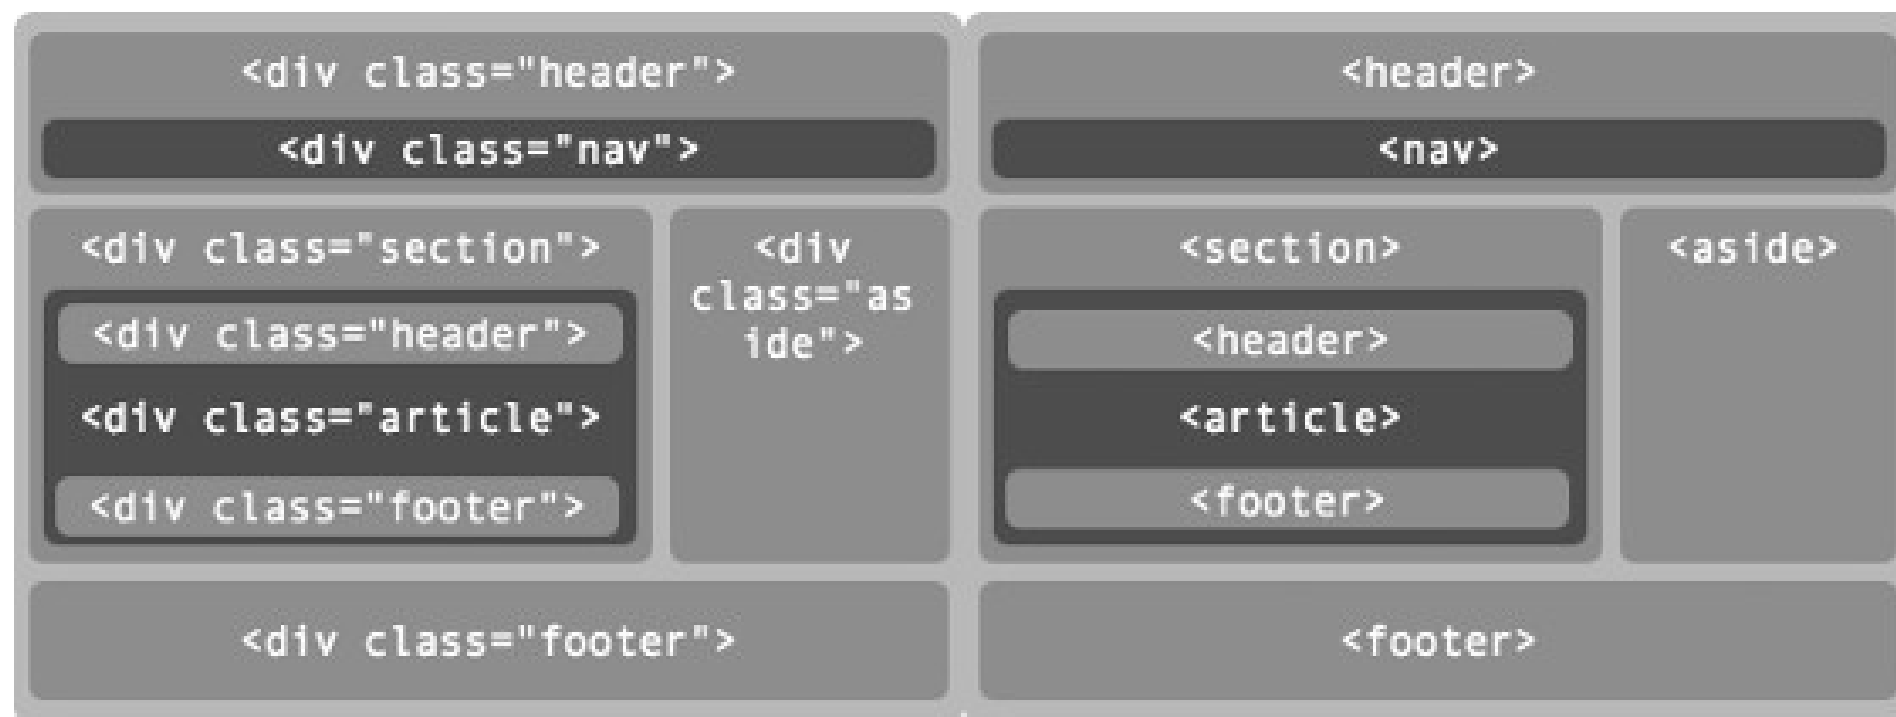 <div class="header">
<div class="nav">
<div class="section">
<div class="header">
<div class="article">
<div class="footer">
<div
class="as
ide">
<div class="footer">
<header>
<nav>
<section>
<header>
<article>
<footer>
<aside>
<footer>